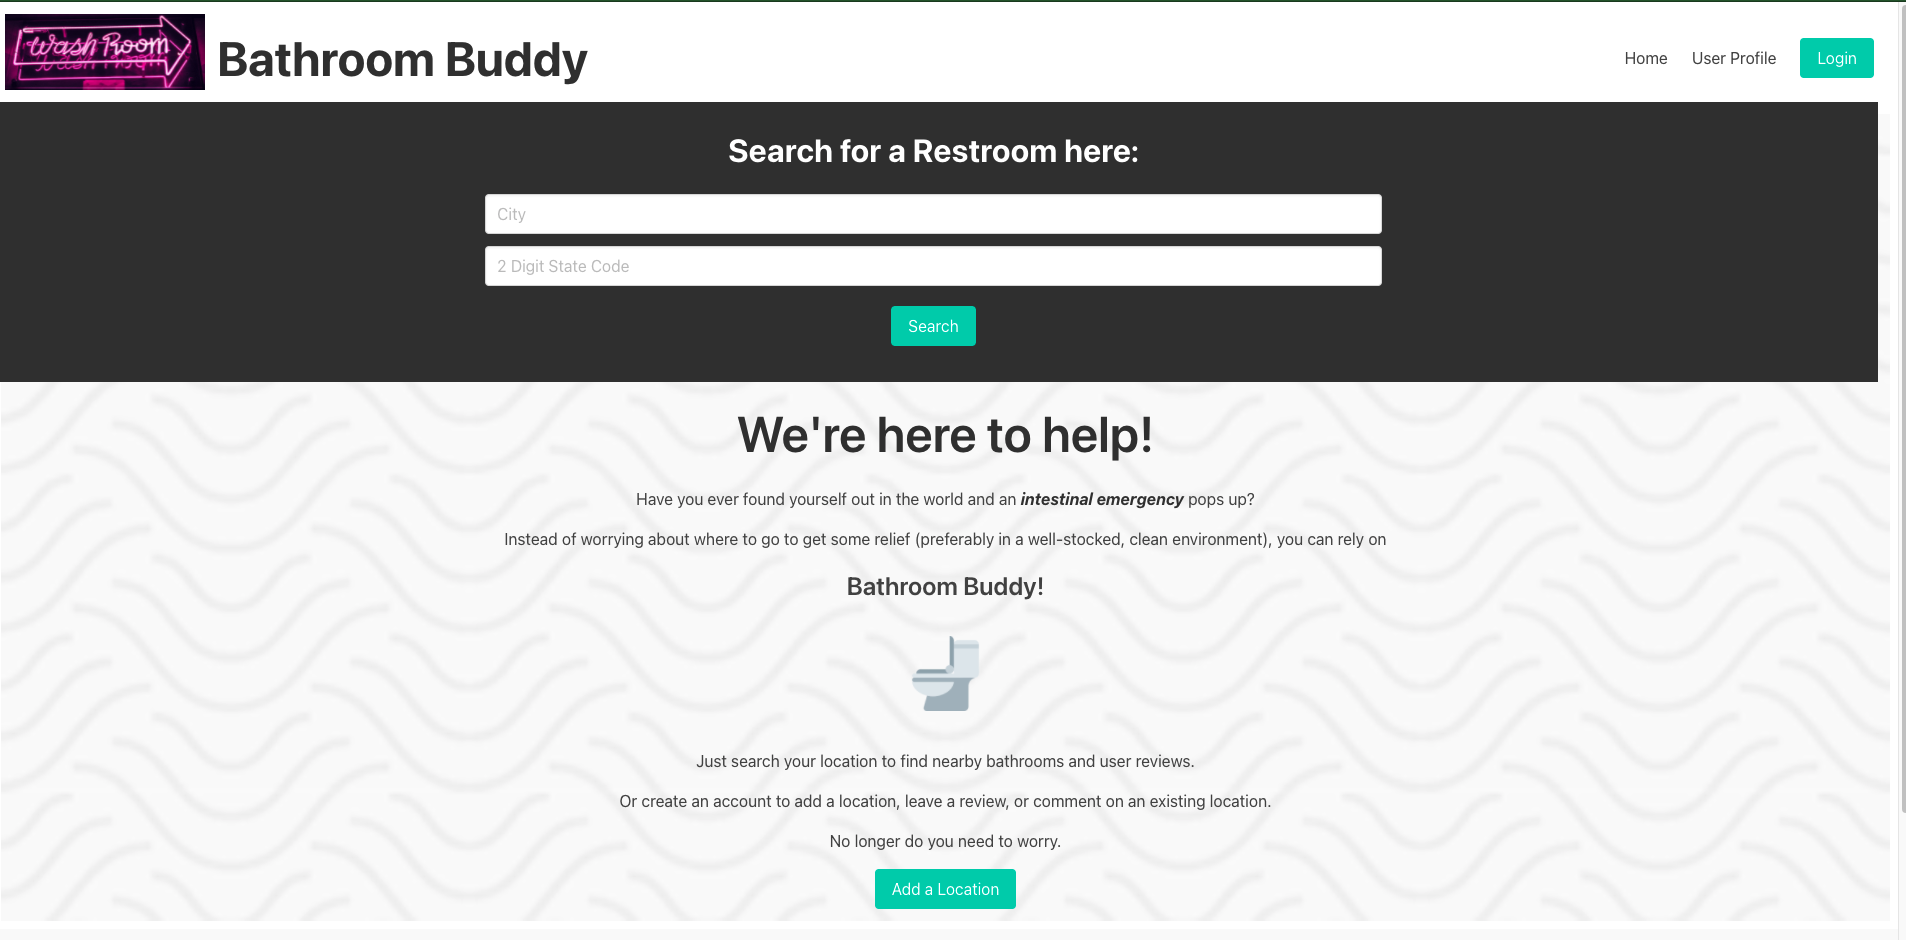 Wash Room
Bathroom Buddy
Home
User Profile
Login
Search for a Restroom here:
City
2 Digit State Code
Search
We're here to help!
Have you ever found yourself out in the world and an intestinal emergency pops up?
Instead of worrying about where to go to get some relief (preferably in a well-stocked, clean environment), you can rely on
Bathroom Buddy!
Just search your location to find nearby bathrooms and user reviews.
Or create an account to add a location, leave a review, or comment on an existing location.
No longer do you need to worry.
Add a Location